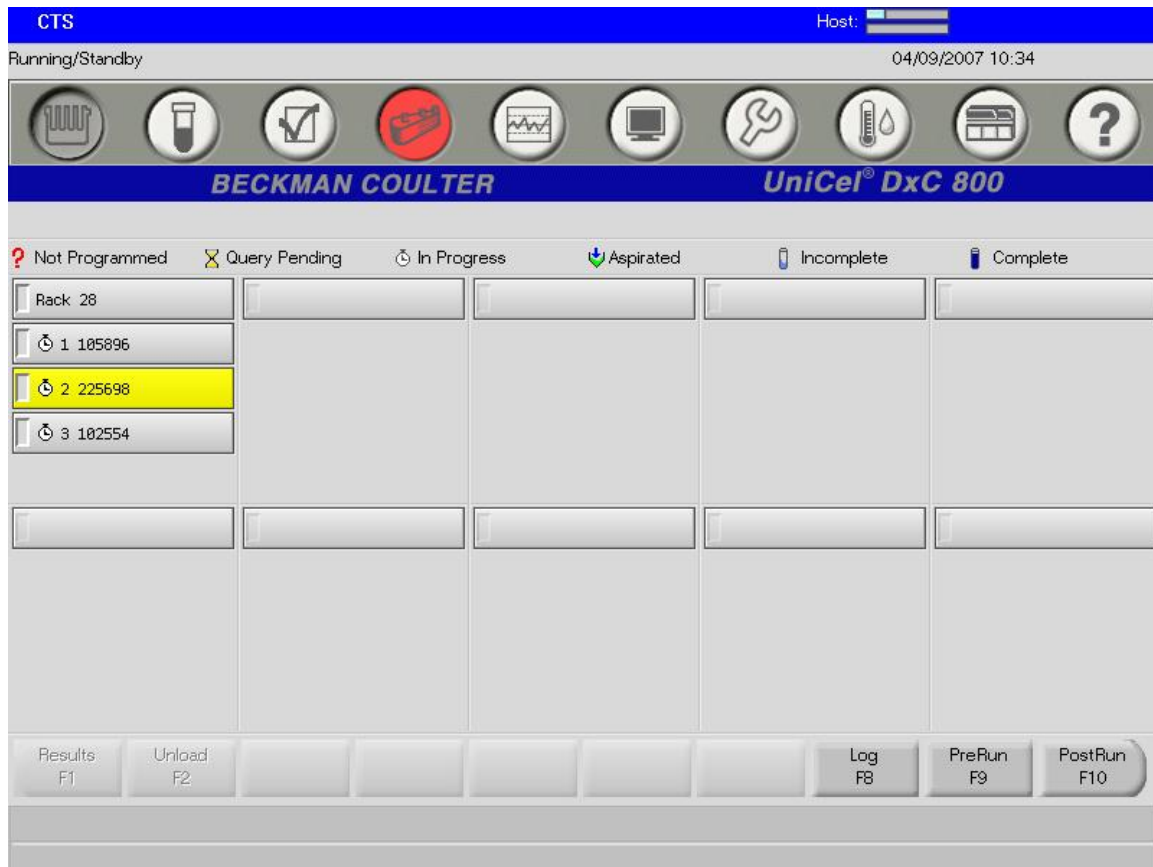 CTS Host:
Running/Standby 04/09/2007 10:34
BECKMAN COULTER UniCel® DxC 800
? Not Programmed Query Pending In Progress Aspirated Incomplete Complete
Rack 28
1 105896
2 225698
3 102554
Results Unload Log PreRun PostRun
F1 F2 F8 F9 F10